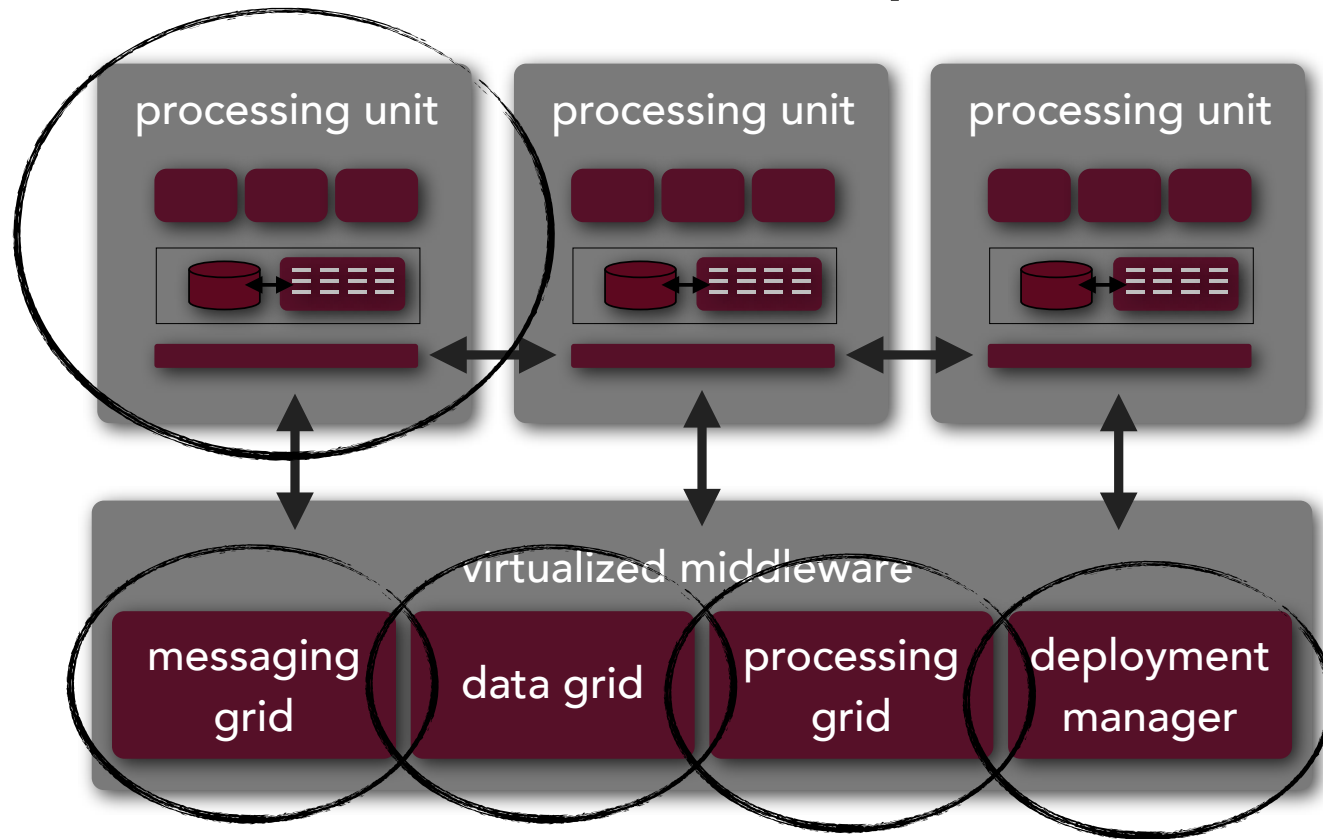 processing unit
processing unit
processing unit
virtualized middleware
messaging
grid
data grid
processing
grid
deployment
manager